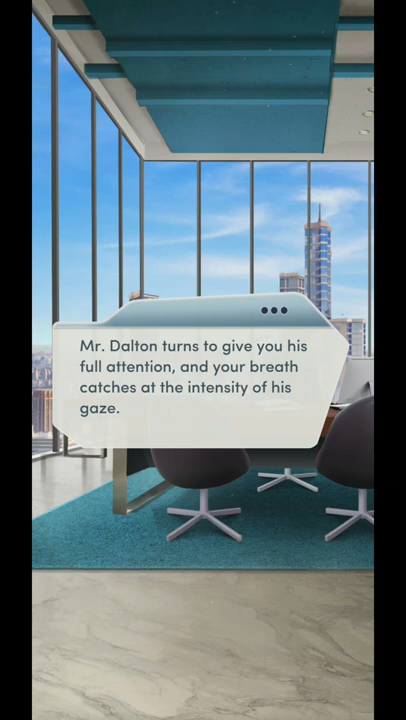 Mr. Dalton turns to give you his
full attention, and your breath
catches at the intensity of his
gaze.